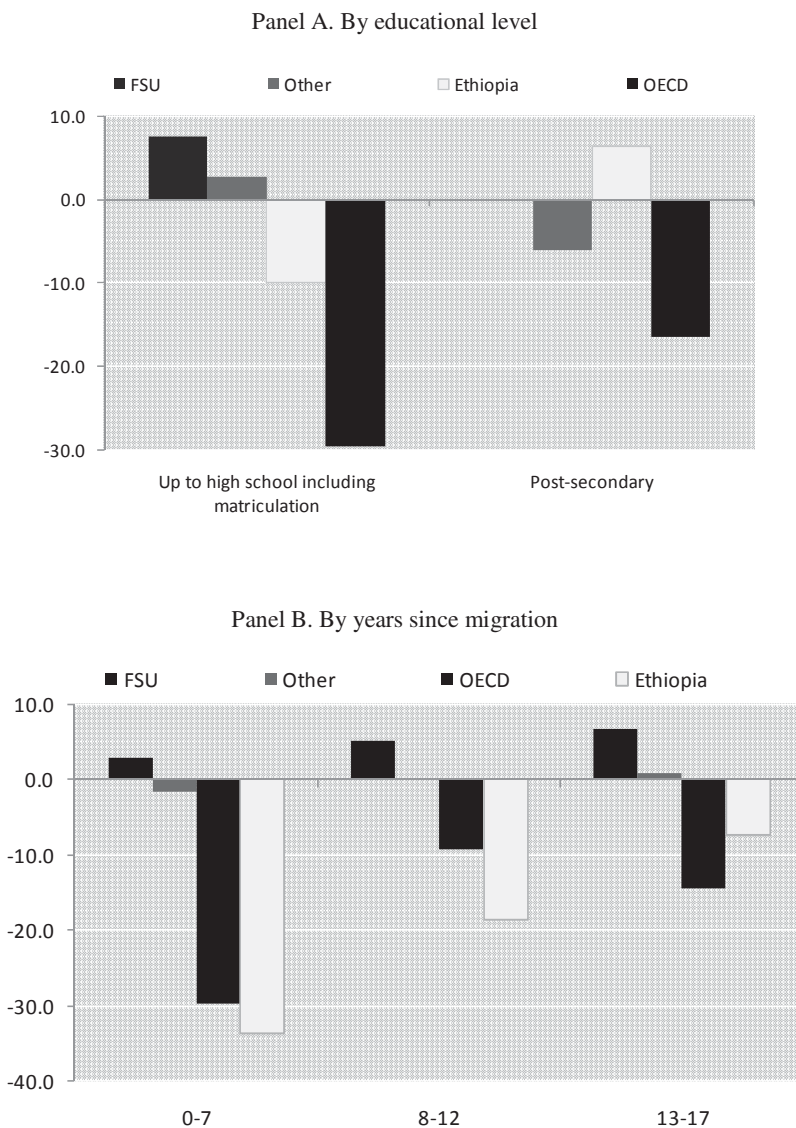 Panel A. By educational level
FSU Other Ethiopia OECD
10.0
0.0
-10.0
-20.0
-30.0
Up to high school including
matriculation
Post-secondary
Panel B. By years since migration
FSU Other OECD Ethiopia
10.0
0.0
-10.0
-20.0
-30.0
-40.0
0-7 8-12 13-17